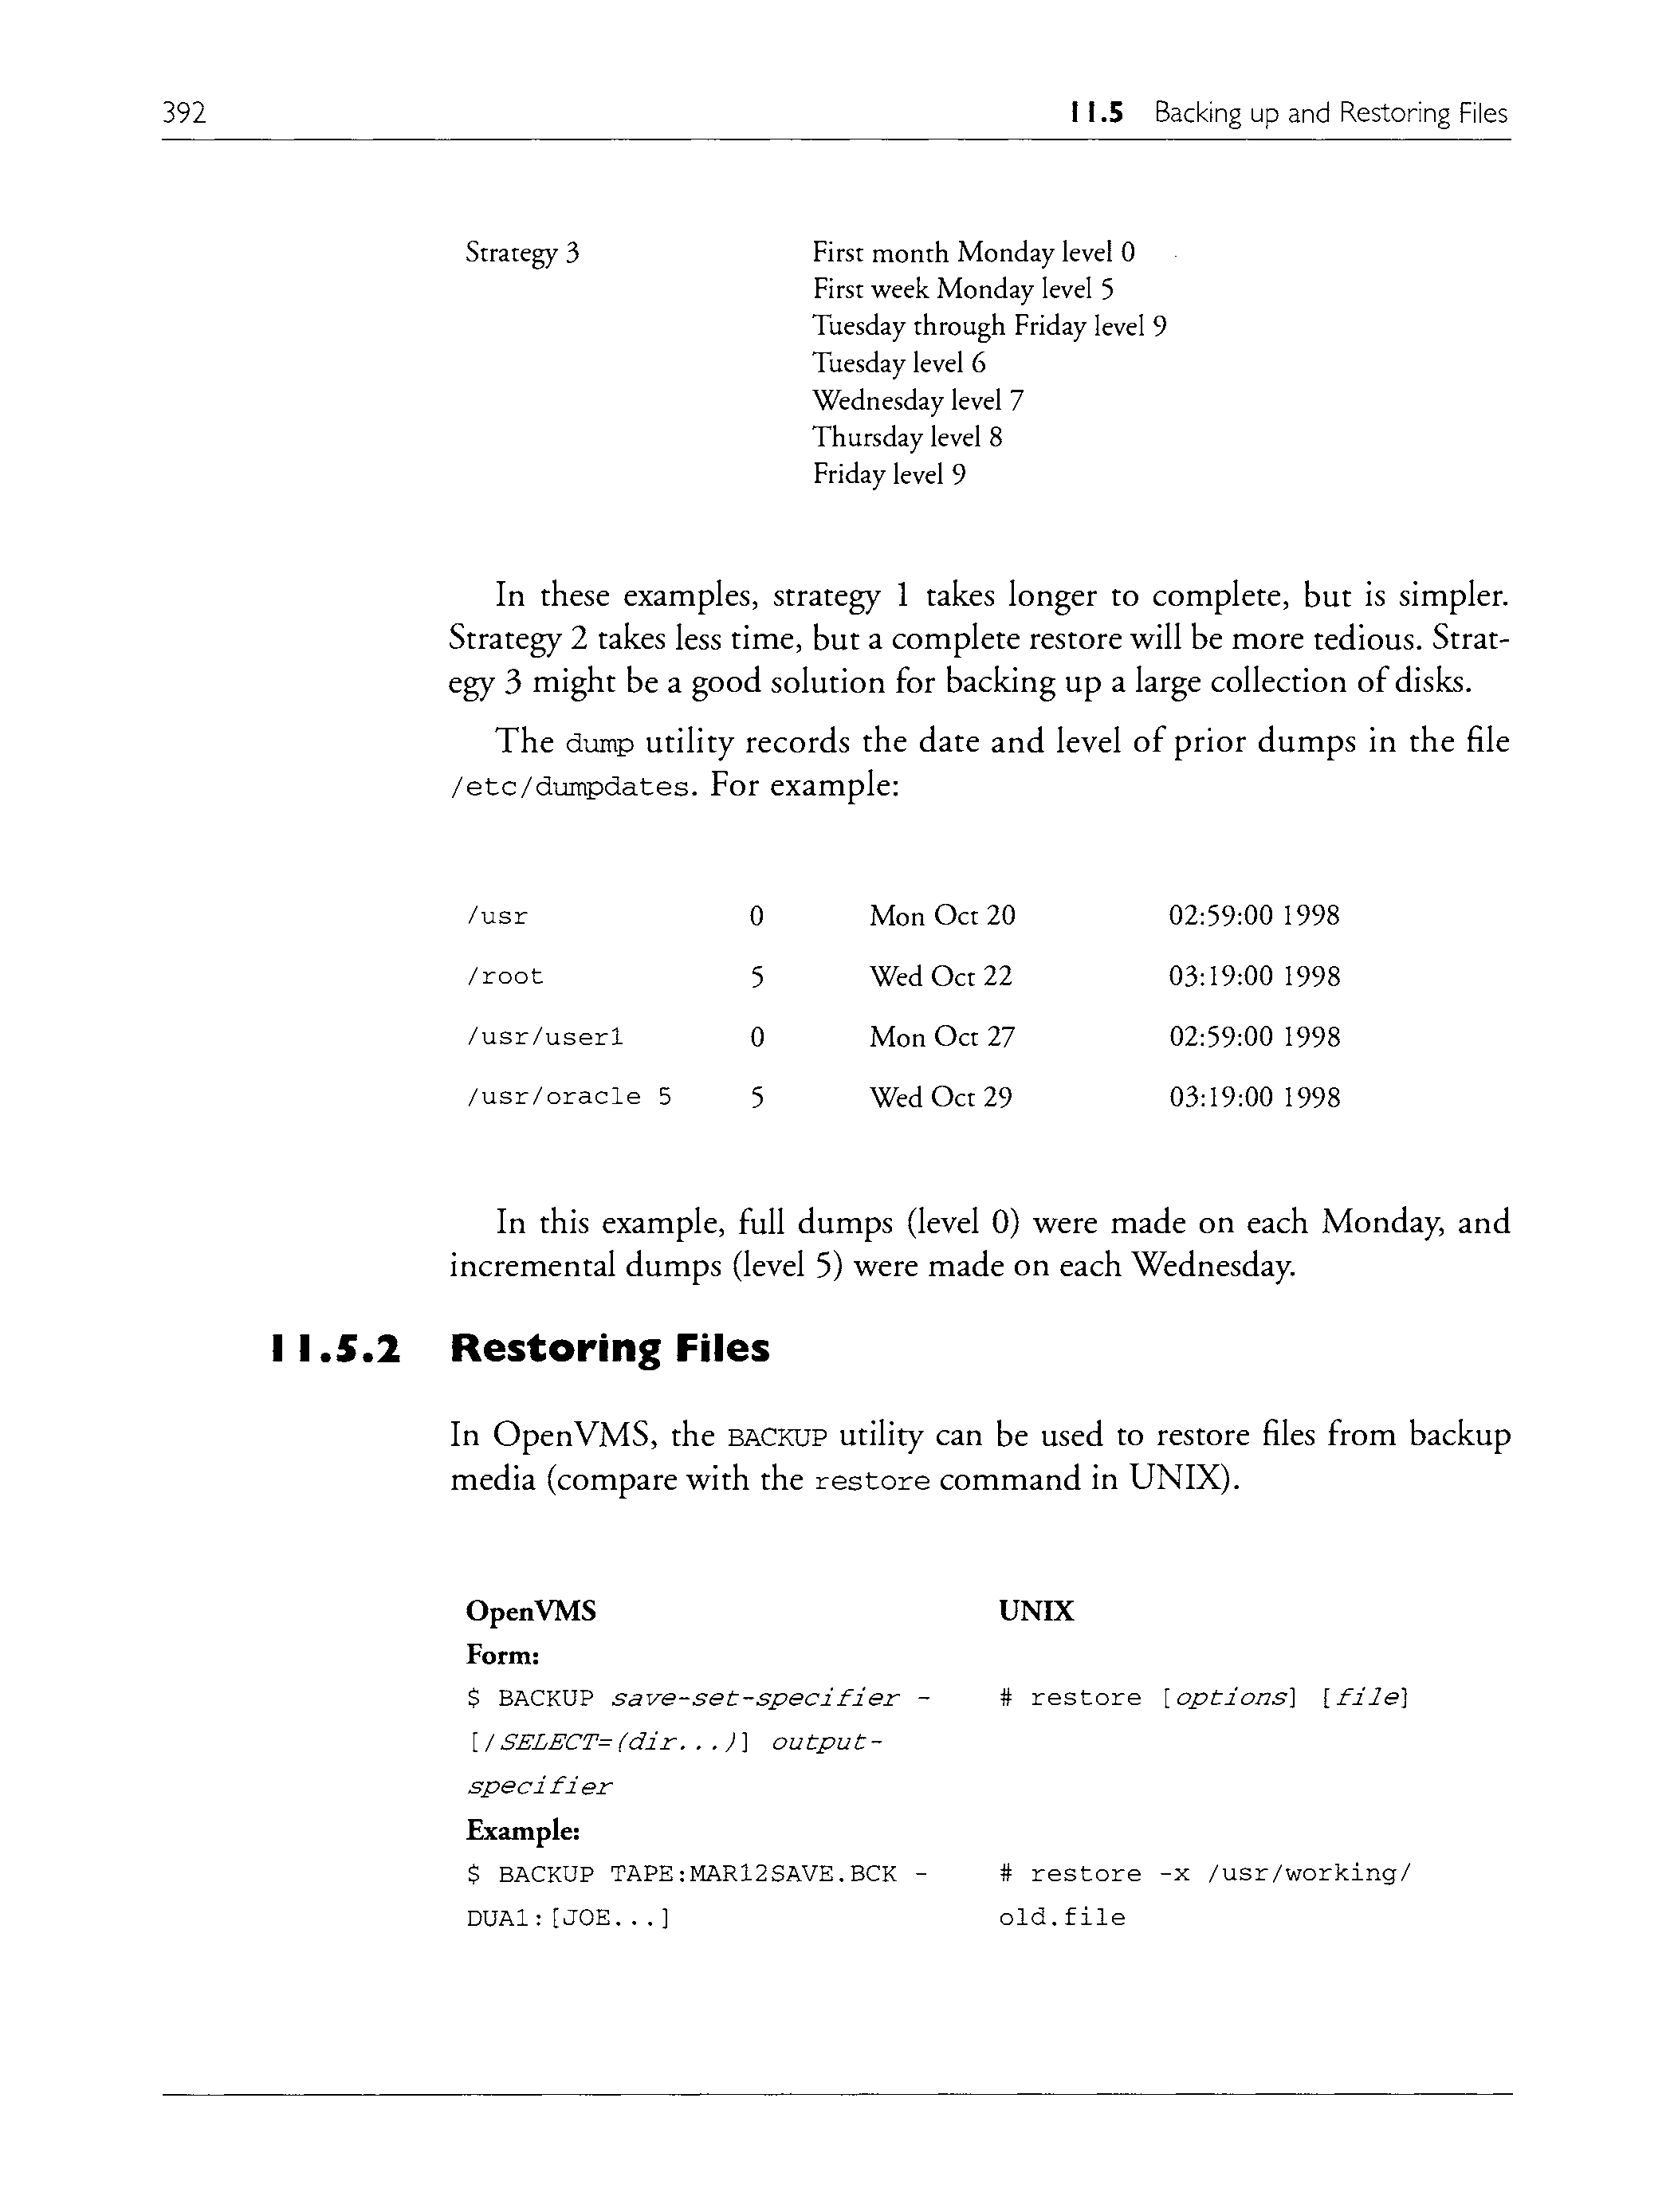 392
11.5 Backing up and Restoring Files
Strategy 3 First month Monday level 0
First week Monday level 5
Tuesday through Friday level 9
Tuesday level 6
Wednesday level 7
Thursday level 8
Friday level 9
In these examples, strategy 1 takes longer to complete, but is simpler.
Strategy 2 takes less time, but a complete restore will be more tedious. Strat-
egy 3 might be a good solution for backing up a large collection of disks.
The dump utility records the date and level of prior dumps in the file
/etc/dumpdates. For example:
/usr 0 Mon Oct 20 02:59:00 1998
/root 5 Wed Oct 22 03:19:00 1998
/usr/user1 0 Mon Oct 27 02:59:00 1998
/usr/oracle 5 5 Wed Oct 29 03:19:00 1998
In this example, full dumps (level 0) were made on each Monday, and
incremental dumps (level 5) were made on each Wednesday.
11.5.2 Restoring Files
In OpenVMS, the BACKUP utility can be used to restore files from backup
media (compare with the restore command in UNIX).
OpenVMS UNIX
Form:
$ BACKUP save-set-specifier - # restore [options] [file]
[/SELECT=(dir...)] output-
specifier
Example:
$ BACKUP TAPE:MAR12SAVE.BCK - # restore -x /usr/working/
DUA1:[JOE...] old.file